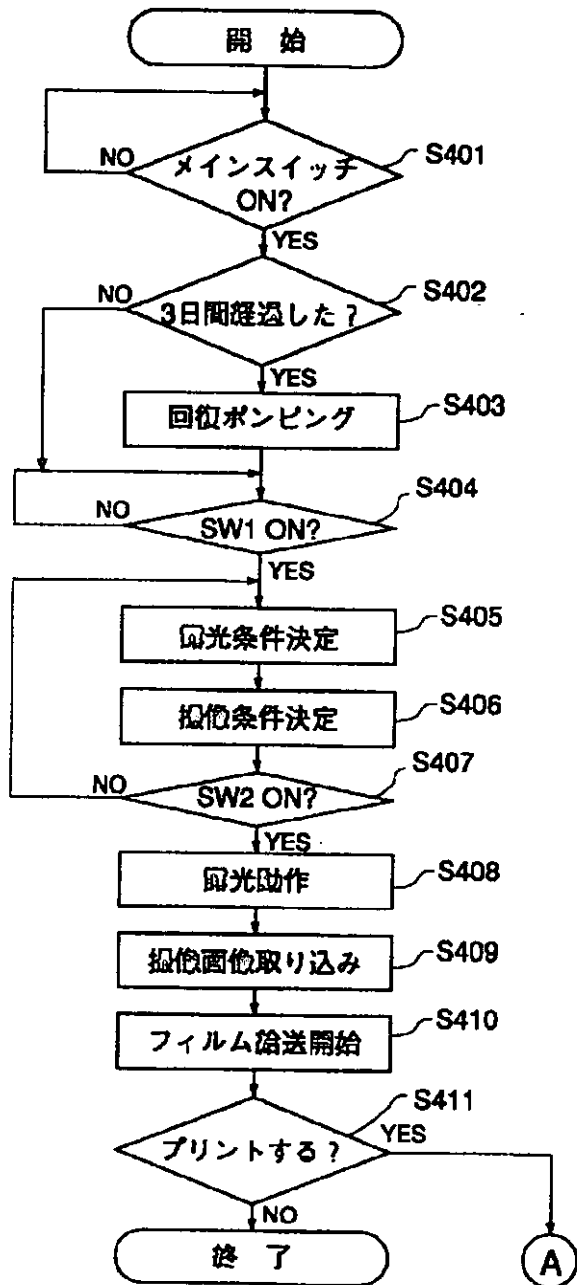 開 始
メインスイッチ
ON?
S401
NO
YES
3日間経過した?
S402
NO
YES
回復ポンピング
S403
SW1 ON?
S404
NO
YES
露光条件決定
S405
撮像条件決定
S406
SW2 ON?
S407
NO
YES
露光動作
S408
撮像画像取り込み
S409
フィルム給送開始
S410
プリントする?
S411
YES
NO
終 了
A